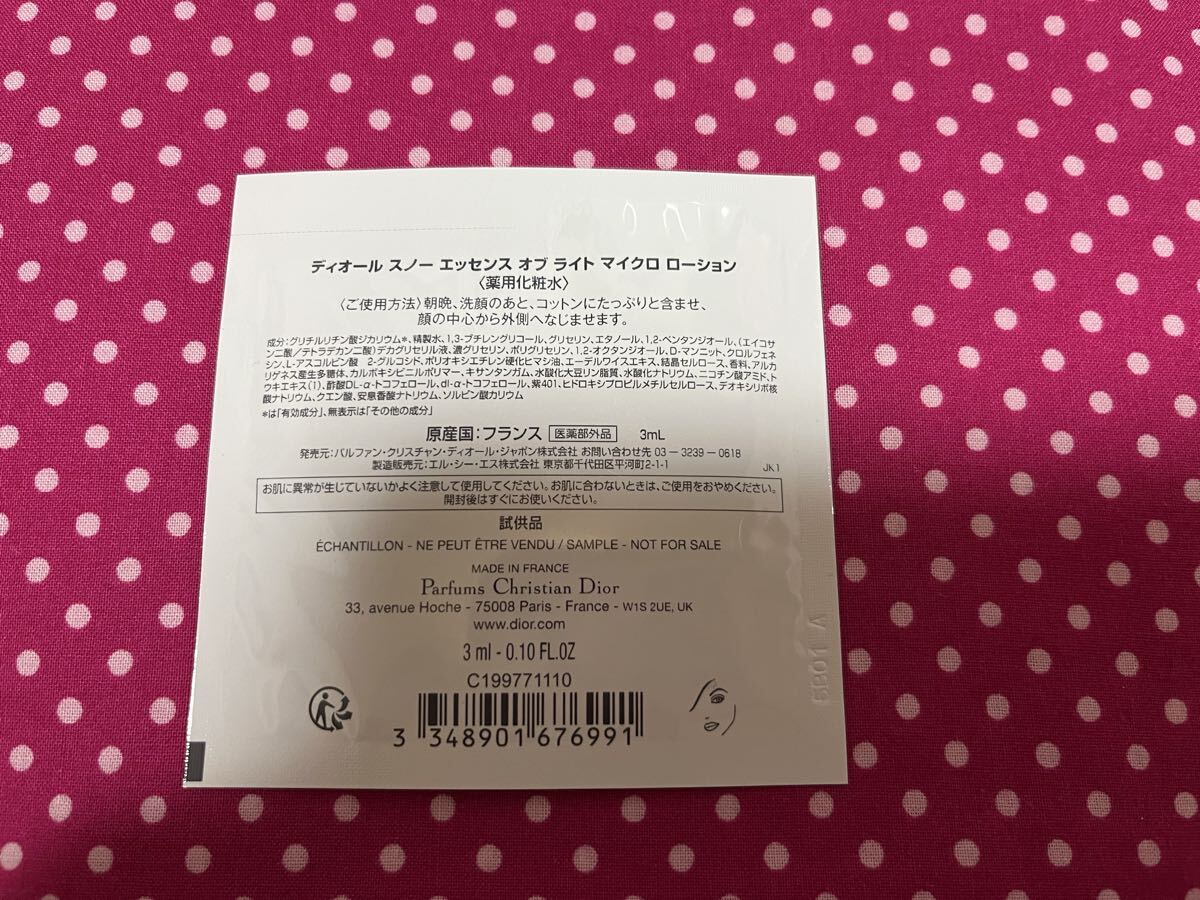 ディオール スノー エッセンス オブ ライト マイクロ ローション
〈薬用化粧水〉
〈ご使用方法〉朝晩、洗顔のあと、コットンにたっぷりと含ませ、
顔の中心から外側へなじませます。
成分:グリチルリチン酸ジカリウム*、精製水、1,3-ブチレングリコール、グリセリン、エタノール、1,2-ペンタンジオール、(エイコサ
ン二酸/テトラデカン二酸)デカグリセリル液、濃グリセリン、ポリグリセリン、1,2-オクタンジオール、D-マンニット、クロルフェネ
シン、L-アスコルビン酸 2-グルコシド、ポリオキシエチレン硬化ヒマシ油、エーデルワイスエキス、結晶セルロース、香料、アルカ
リゲネス産生多糖体、カルボキシビニルポリマー、キサンタンガム、水酸化大豆リン脂質、水酸化ナトリウム、ニコチン酸アミド、ト
ウキエキス(1)、酢酸DL-α-トコフェロール、dl-α-トコフェロール、紫401、ヒドロキシプロピルメチルセルロース、デオキシリボ核
酸ナトリウム、クエン酸、安息香酸ナトリウム、ソルビン酸カリウム
*は「有効成分」、無表示は「その他の成分」
原産国:フランス 医薬部外品 3mL
発売元:パルファン・クリスチャン・ディオール・ジャポン株式会社 お問い合わせ先 03-3239-0618
製造販売元:エル・シー・エス株式会社 東京都千代田区平河町2-1-1 JK1
お肌に異常が生じていないかよく注意して使用してください。お肌に合わないときは、ご使用をおやめください。
開封後はすぐにお使いください。
試供品
ÉCHANTILLON - NE PEUT ÊTRE VENDU / SAMPLE - NOT FOR SALE
MADE IN FRANCE
Parfums Christian Dior
33, avenue Hoche - 75008 Paris - France - W1S 2UE, UK
www.dior.com
3 ml - 0.10 FL.OZ
C199771110
3 348901 676991
5B01 A